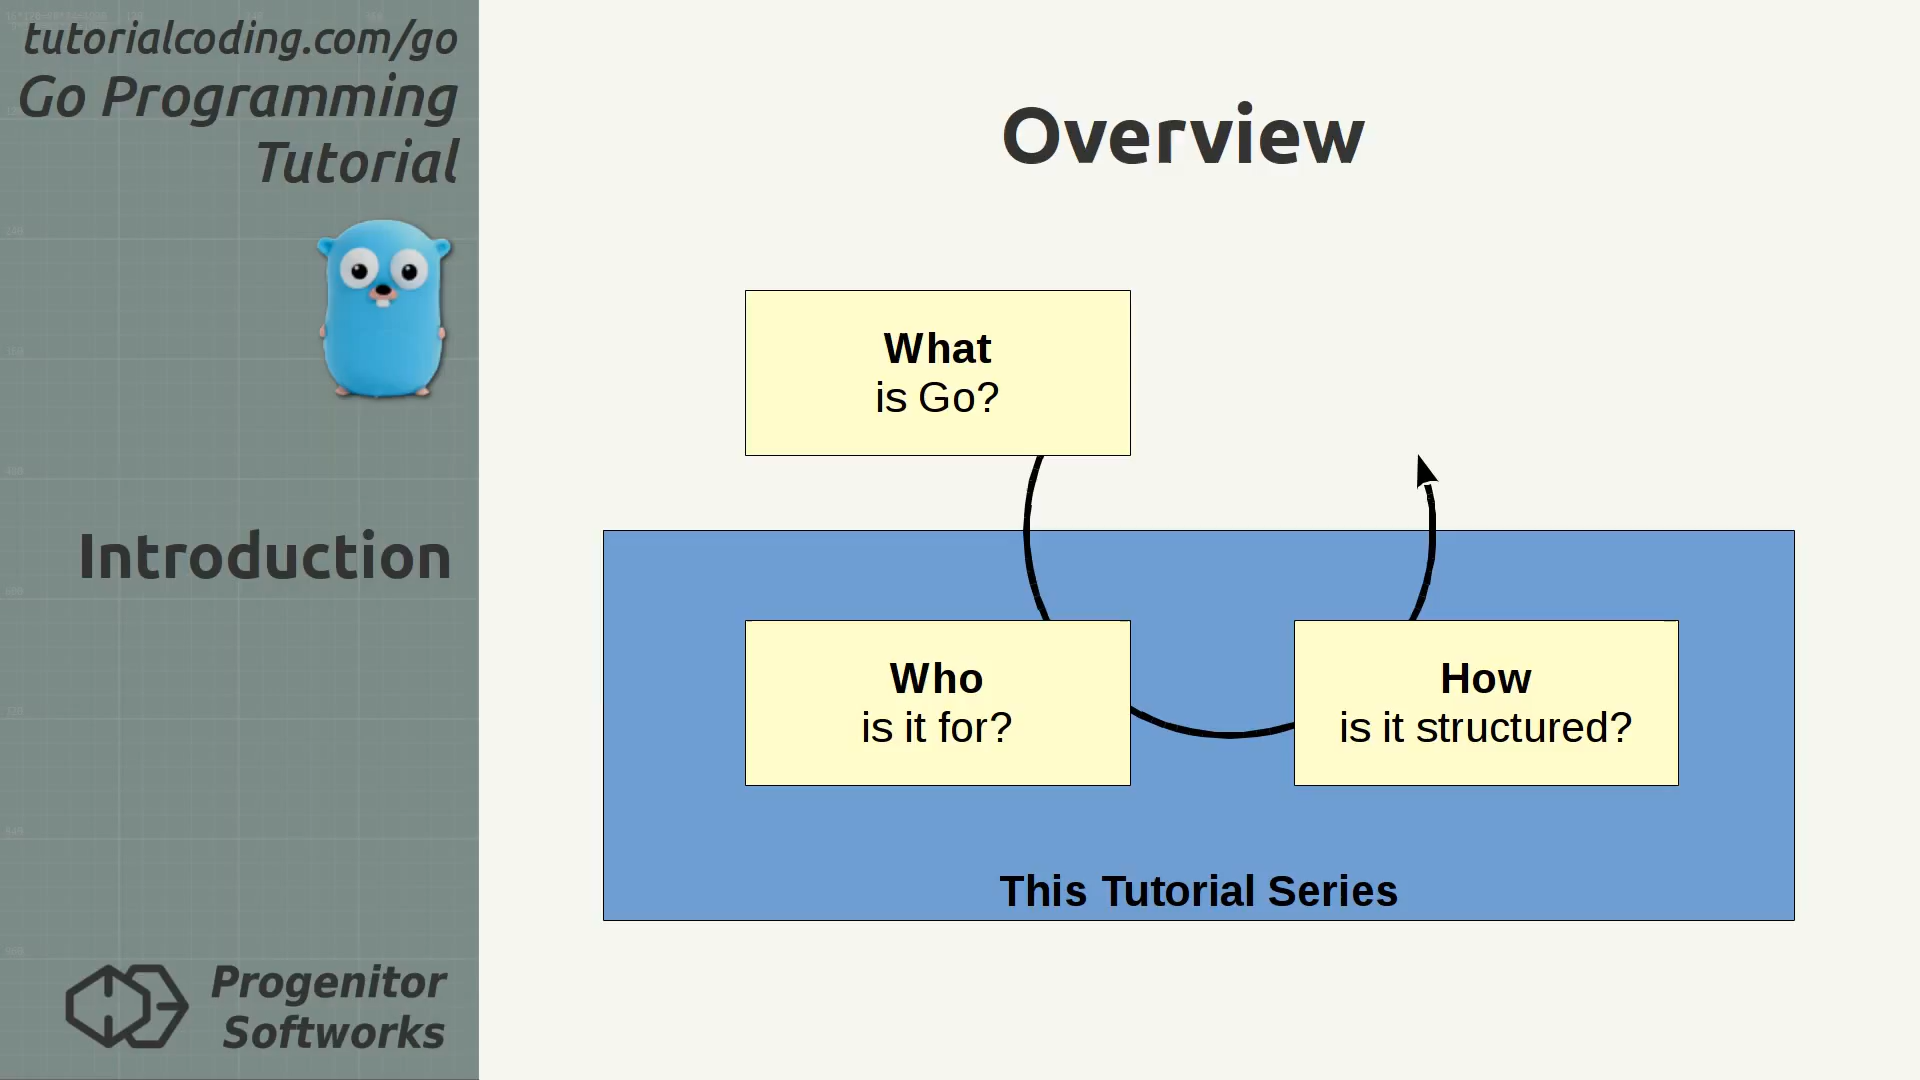 tutorialcoding.com/go
Go Programming
Tutorial
Introduction
Progenitor
Softworks
Overview
What
is Go?
Who
is it for?
How
is it structured?
This Tutorial Series